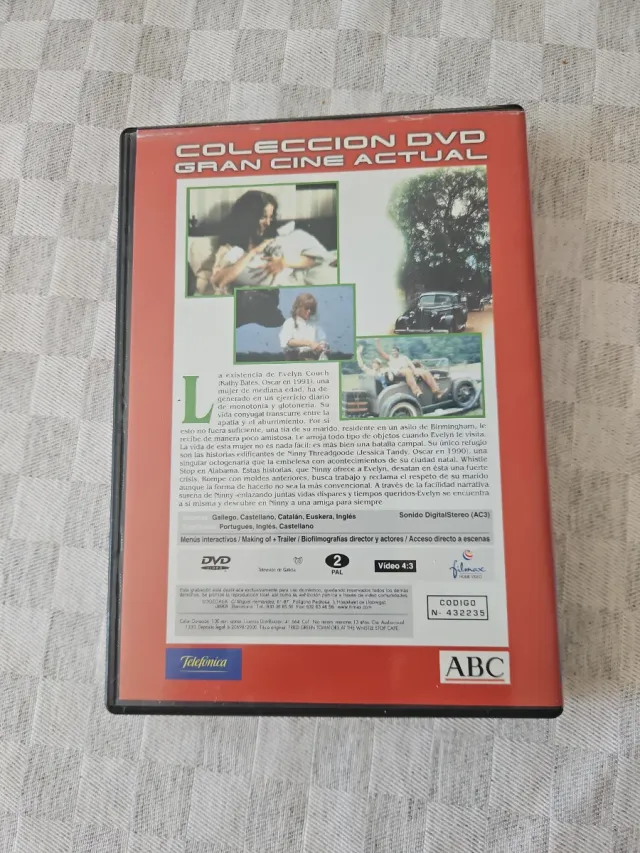 COLECCION DVD
GRAN CINE ACTUAL
La existencia de Evelyn Couch
(Kathy Bates, Oscar en 1991), una
mujer de mediana edad, ha de-
generado en un ejercicio diario
de monotonía y glotonería. Su
vida conyugal transcurre entre la
apatía y el aburrimiento. Por si
esto no fuera suficiente, una tía de su marido, residente en un asilo de Birmingham, le
recibe de manera poco amistosa. Le arroja todo tipo de objetos cuando Evelyn le visita.
La vida de esta mujer no es nada fácil: es más bien una batalla campal. Su único refugio
son las historias edificantes de Ninny Threadgoode (Jessica Tandy, Oscar en 1990), una
singular octogenaria que la embelesa con acontecimientos de su ciudad natal, Whistle
Stop en Alabama. Estas historias, que Ninny ofrece a Evelyn, desatan en ésta una fuerte
crisis. Rompe con moldes anteriores, busca trabajo y reclama el respeto de su marido
aunque la forma de hacerlo no sea la más convencional. A través de la facilidad narrativa
surena de Ninny-enlazando juntas vidas dispares y tiempos queridos-Evelyn se encuentra
a sí misma y descubre en Ninny a una amiga para siempre
Gallego, Castellano, Catalán, Euskera, Inglés Sonido DigitalStereo (AC3)
Portugués, Inglés, Castellano
Menús interactivos / Making of + Trailer / Biofilmografías director y actores / Acceso directo a escenas
DVD
VIDEO
2
PAL
Vídeo 4:3
filmax
HOME VIDEO
CODIGO
N- 432235
Telefónica
ABC